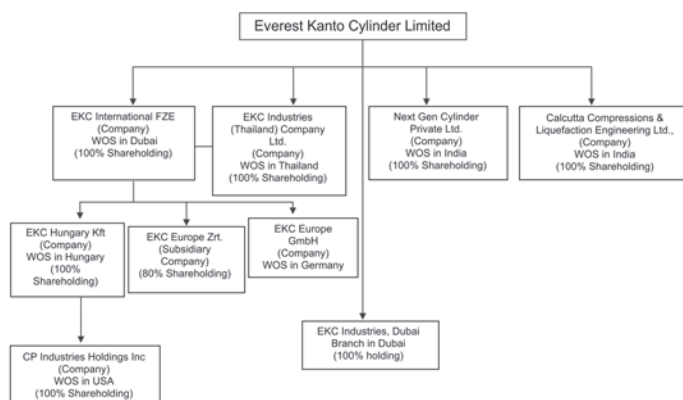 Everest Kanto Cylinder Limited
EKC International FZE
(Company)
WOS in Dubai
(100% Shareholding)
EKC Industries
(Thailand) Company
Ltd.
(Company)
WOS in Thailand
(100% Shareholding)
Next Gen Cylinder
Private Ltd.
(Company)
WOS in India
(100% Shareholding)
Calcutta Compressions &
Liquefaction Engineering Ltd.,
(Company)
WOS in India
(100% Shareholding)
EKC Hungary Kft
(Company)
WOS in Hungary
(100%
Shareholding)
EKC Europe Zrt.
(Subsidiary
Company)
(80% Shareholding)
EKC Europe
GmbH
(Company)
WOS in Germany
EKC Industries, Dubai
Branch in Dubai
(100% holding)
CP Industries Holdings Inc
(Company)
WOS in USA
(100% Shareholding)